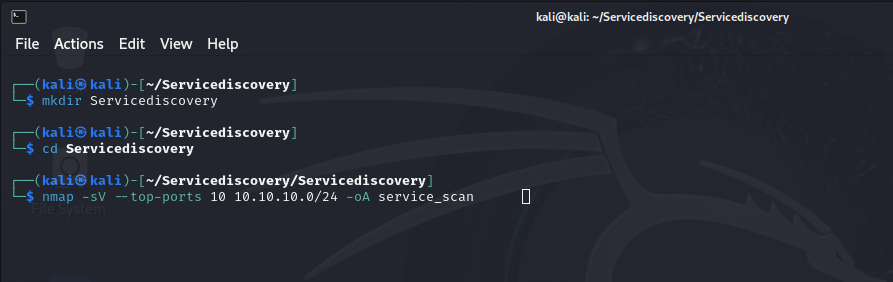 kali@kali: ~/Servicediscovery/Servicediscovery
File Actions Edit View Help
┌──(kali㉿kali)-[~/Servicediscovery]
└─$ mkdir Servicediscovery
┌──(kali㉿kali)-[~/Servicediscovery]
└─$ cd Servicediscovery
┌──(kali㉿kali)-[~/Servicediscovery/Servicediscovery]
└─$ nmap -sV --top-ports 10 10.10.10.0/24 -oA service_scan
File System